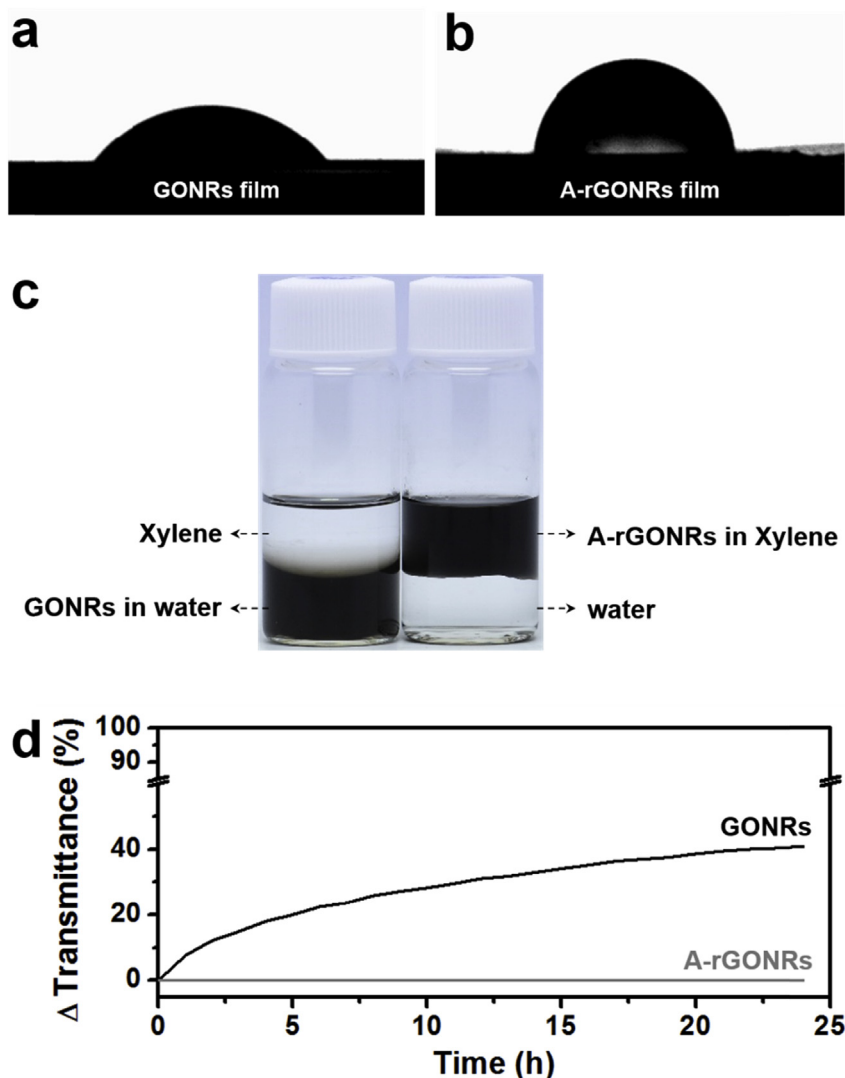 a
b
GONRs film
A-rGONRs film
c
Xylene
A-rGONRs in Xylene
GONRs in water
water
d
Δ Transmittance (%)
100
90
40
20
0
GONRs
A-rGONRs
0
5
10
15
20
25
Time (h)